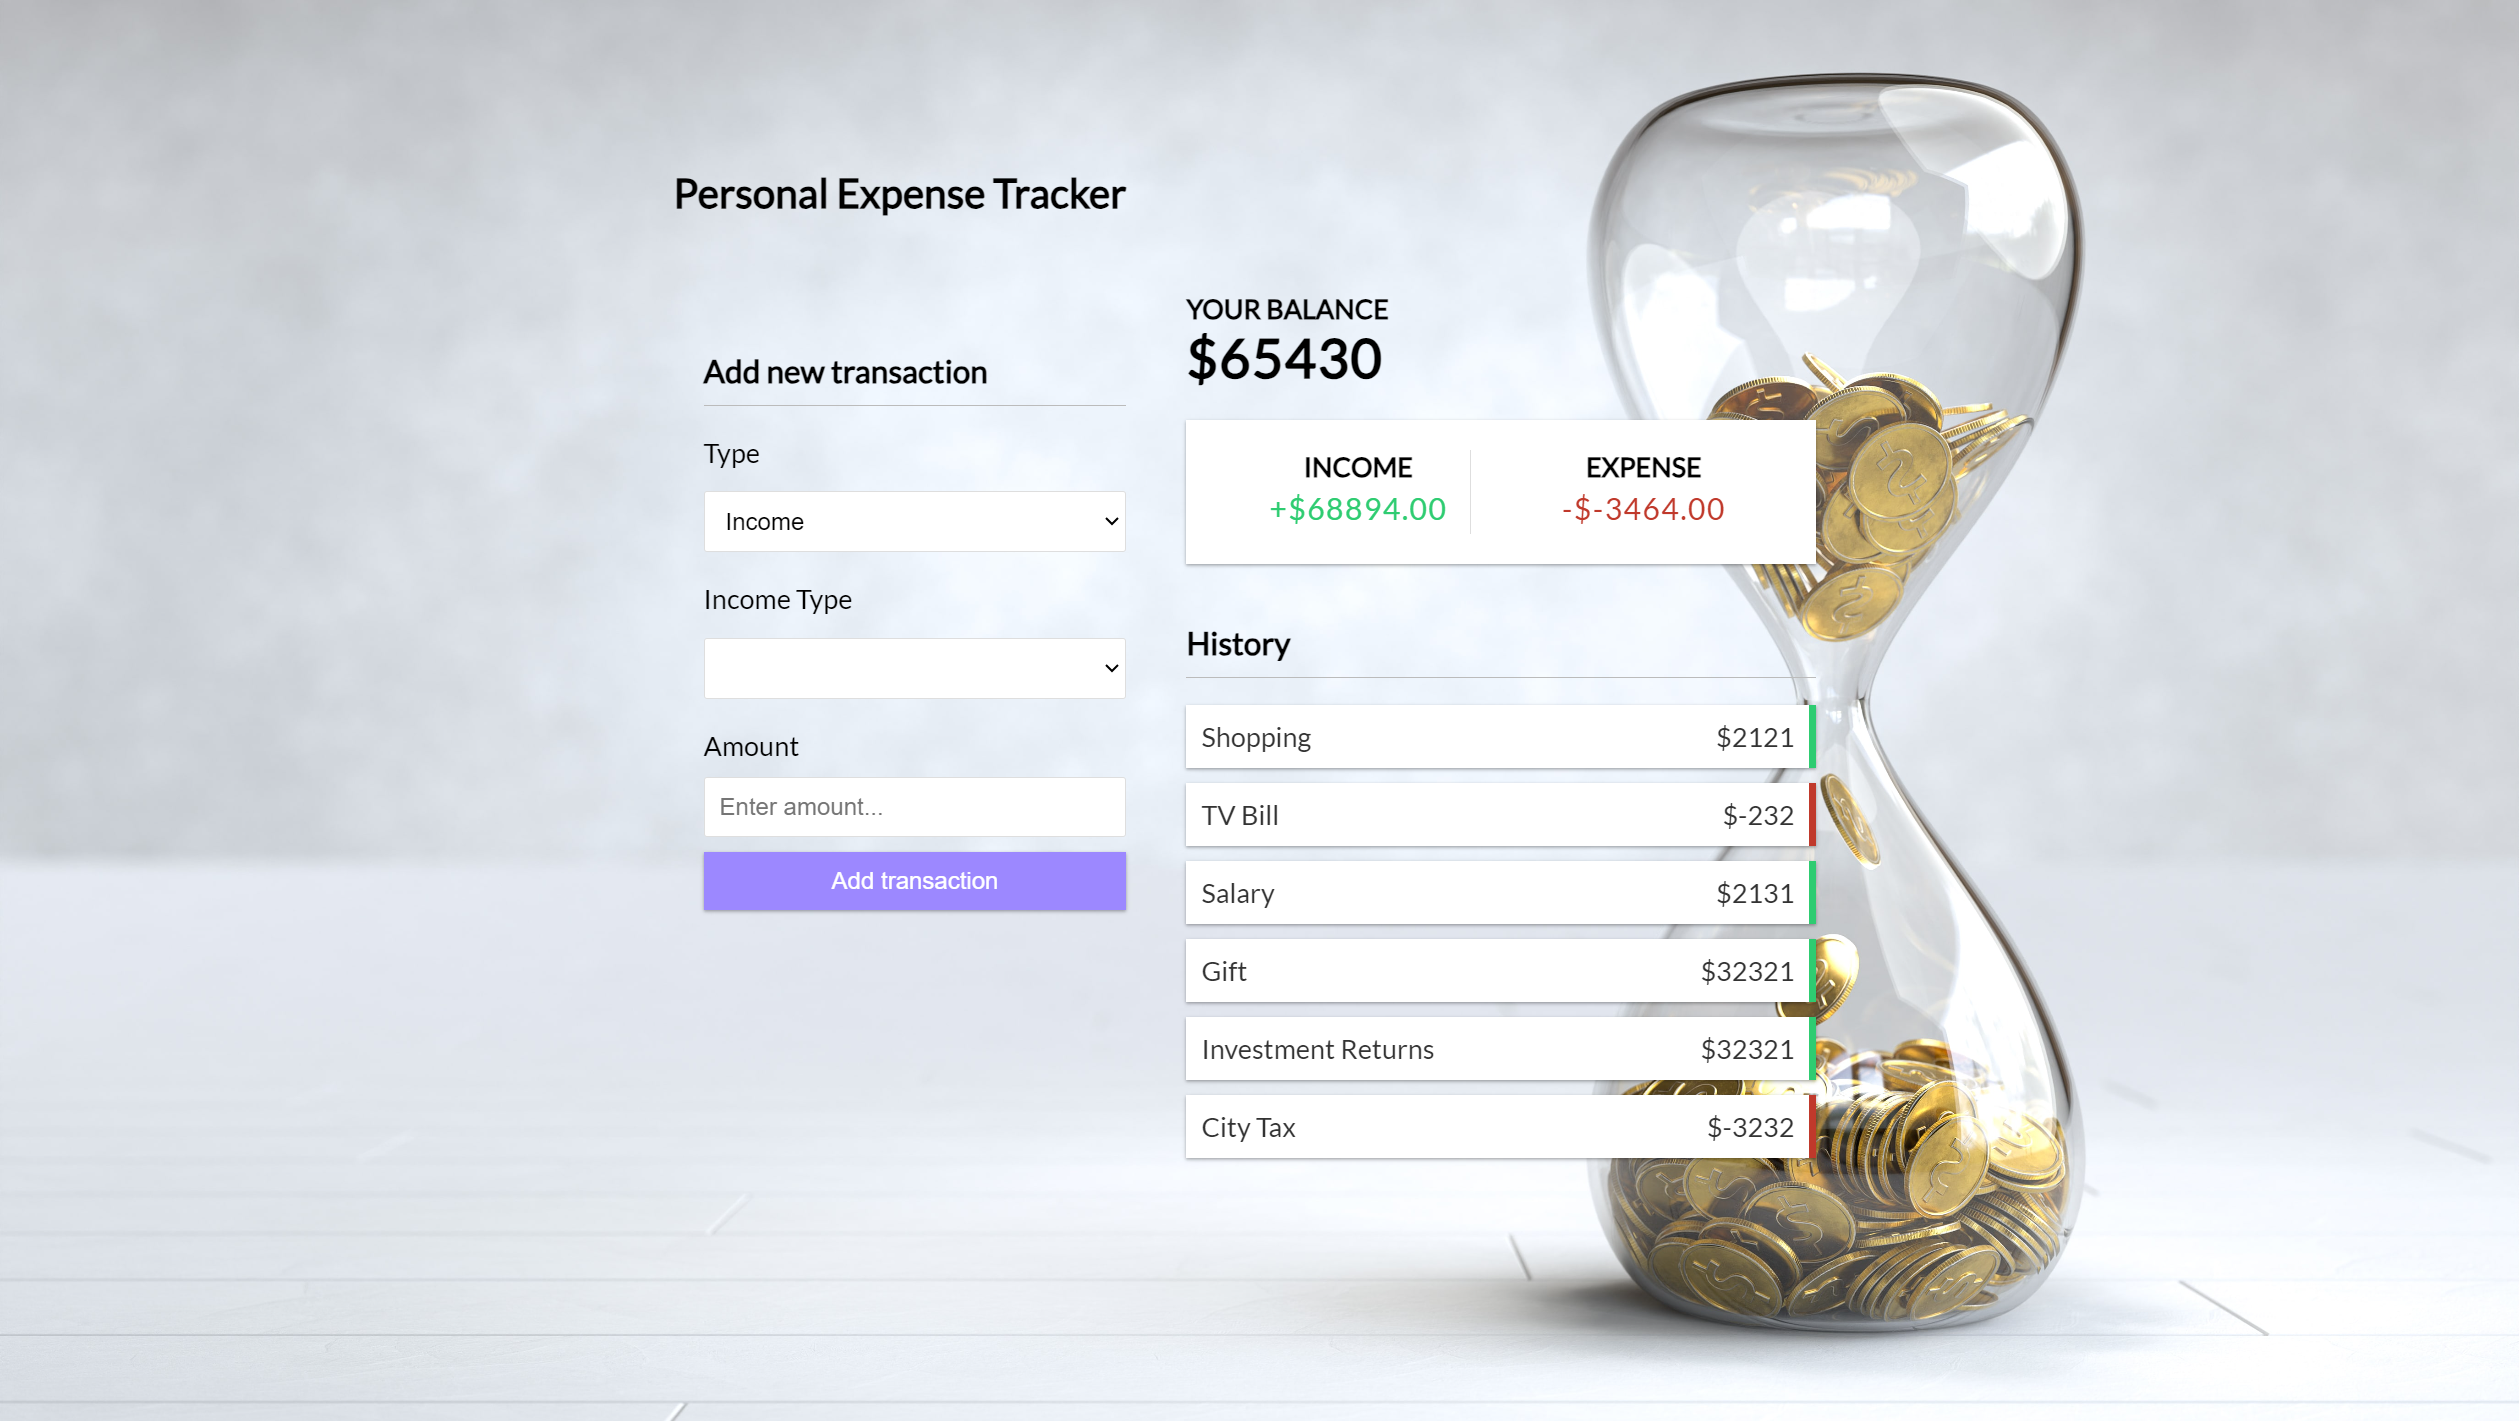 Personal Expense Tracker
Add new transaction
Type
Income
Income Type
Amount
Enter amount...
Add transaction
YOUR BALANCE
$65430
INCOME
+$68894.00
EXPENSE
-$-3464.00
History
Shopping $2121
TV Bill $-232
Salary $2131
Gift $32321
Investment Returns $32321
City Tax $-3232